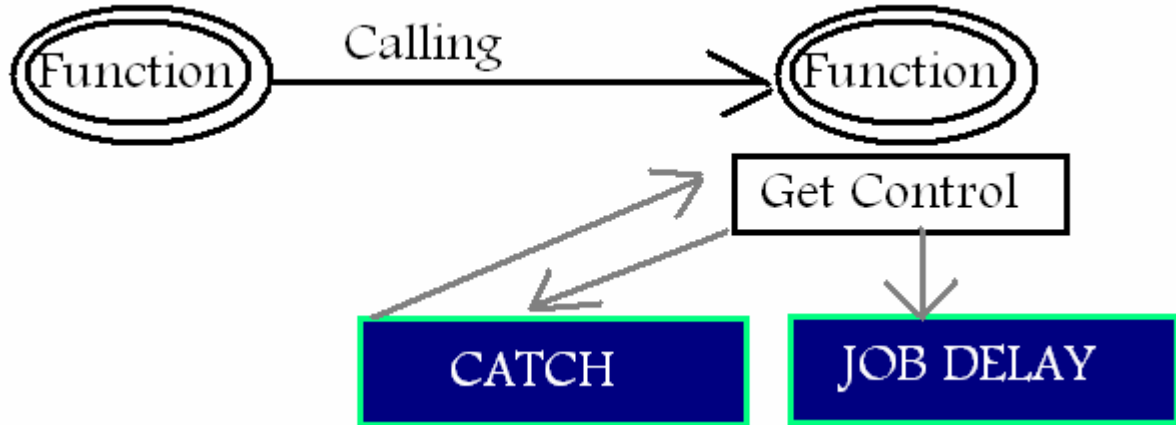 Calling
Function
Function
Get Control
CATCH
JOB DELAY